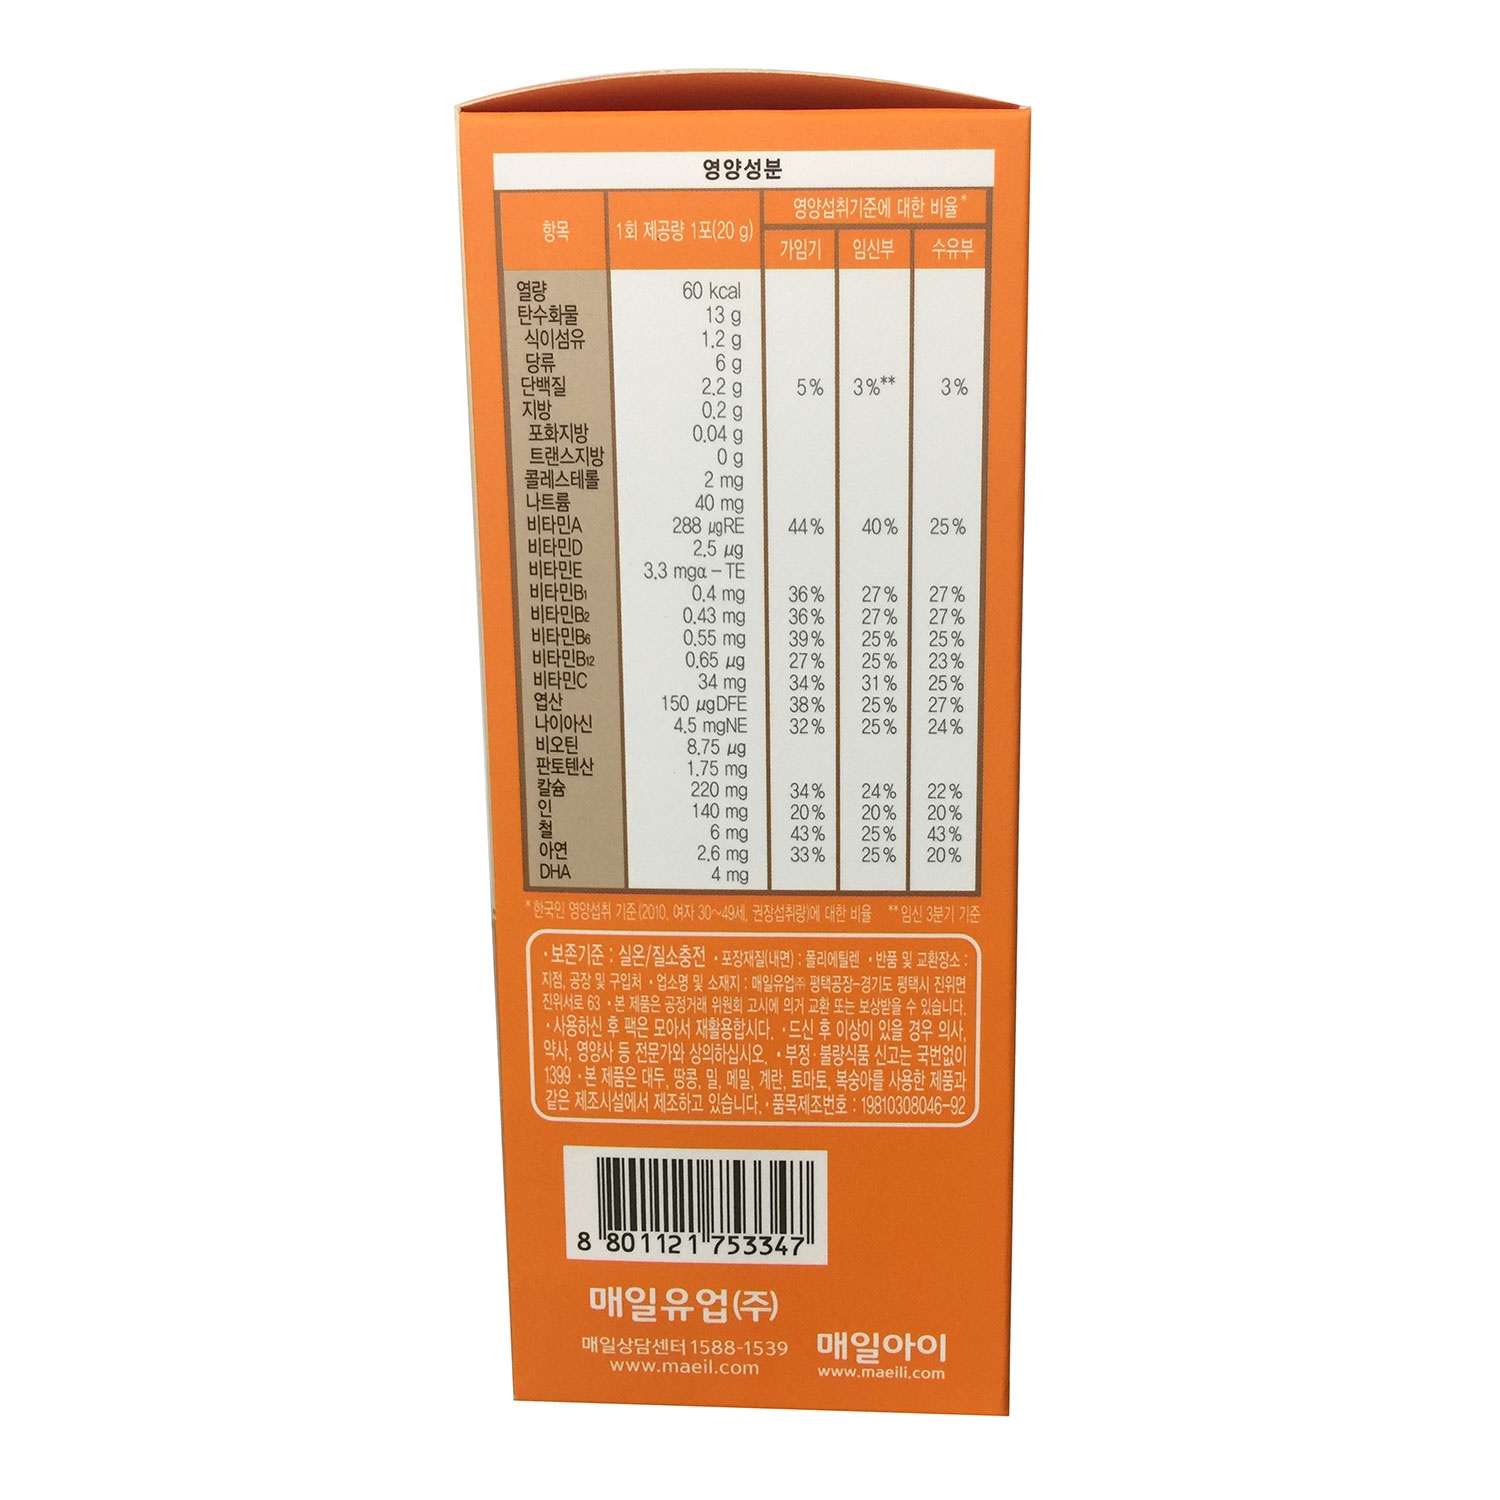 영양성분
항목 1회 제공량 1포(20 g) 영양섭취기준에 대한 비율*
가임기 임신부 수유부
열량 60 kcal
탄수화물 13 g
식이섬유 1.2 g
당류 6 g
단백질 2.2 g 5% 3%** 3%
지방 0.2 g
포화지방 0.04 g
트랜스지방 0 g
콜레스테롤 2 mg
나트륨 40 mg
비타민A 288 µgRE 44% 40% 25%
비타민D 2.5 µg
비타민E 3.3 mgα-TE
비타민B1 0.4 mg 36% 27% 27%
비타민B2 0.43 mg 36% 27% 27%
비타민B6 0.55 mg 39% 25% 25%
비타민B12 0.65 µg 27% 25% 23%
비타민C 34 mg 34% 31% 25%
엽산 150 µgDFE 38% 25% 27%
나이아신 4.5 mgNE 32% 25% 24%
비오틴 8.75 µg
판토텐산 1.75 mg
칼슘 220 mg 34% 24% 22%
인 140 mg 20% 20% 20%
철 6 mg 43% 25% 43%
아연 2.6 mg 33% 25% 20%
DHA 4 mg
*한국인 영양섭취 기준(2010, 여자 30~49세, 권장섭취량)에 대한 비율 **임신 3분기 기준
·보존기준 : 실온/질소충전 ·포장재질(내면) : 폴리에틸렌 ·반품 및 교환장소 :
지점, 공장 및 구입처 ·업소명 및 소재지 : 매일유업㈜ 평택공장-경기도 평택시 진위면
진위서로 63 ·본 제품은 공정거래 위원회 고시에 의거 교환 또는 보상받을 수 있습니다.
·사용하신 후 팩은 모아서 재활용합시다. ·드신 후 이상이 있을 경우 의사,
약사, 영양사 등 전문가와 상의하십시오. ·부정·불량식품 신고는 국번없이
1399 ·본 제품은 대두, 땅콩, 밀, 메밀, 계란, 토마토, 복숭아를 사용한 제품과
같은 제조시설에서 제조하고 있습니다. ·품목제조번호 : 19810308046-92
8 801121 753347
매일유업(주)
매일상담센터 1588-1539
www.maeil.com
매일아이
www.maeili.com